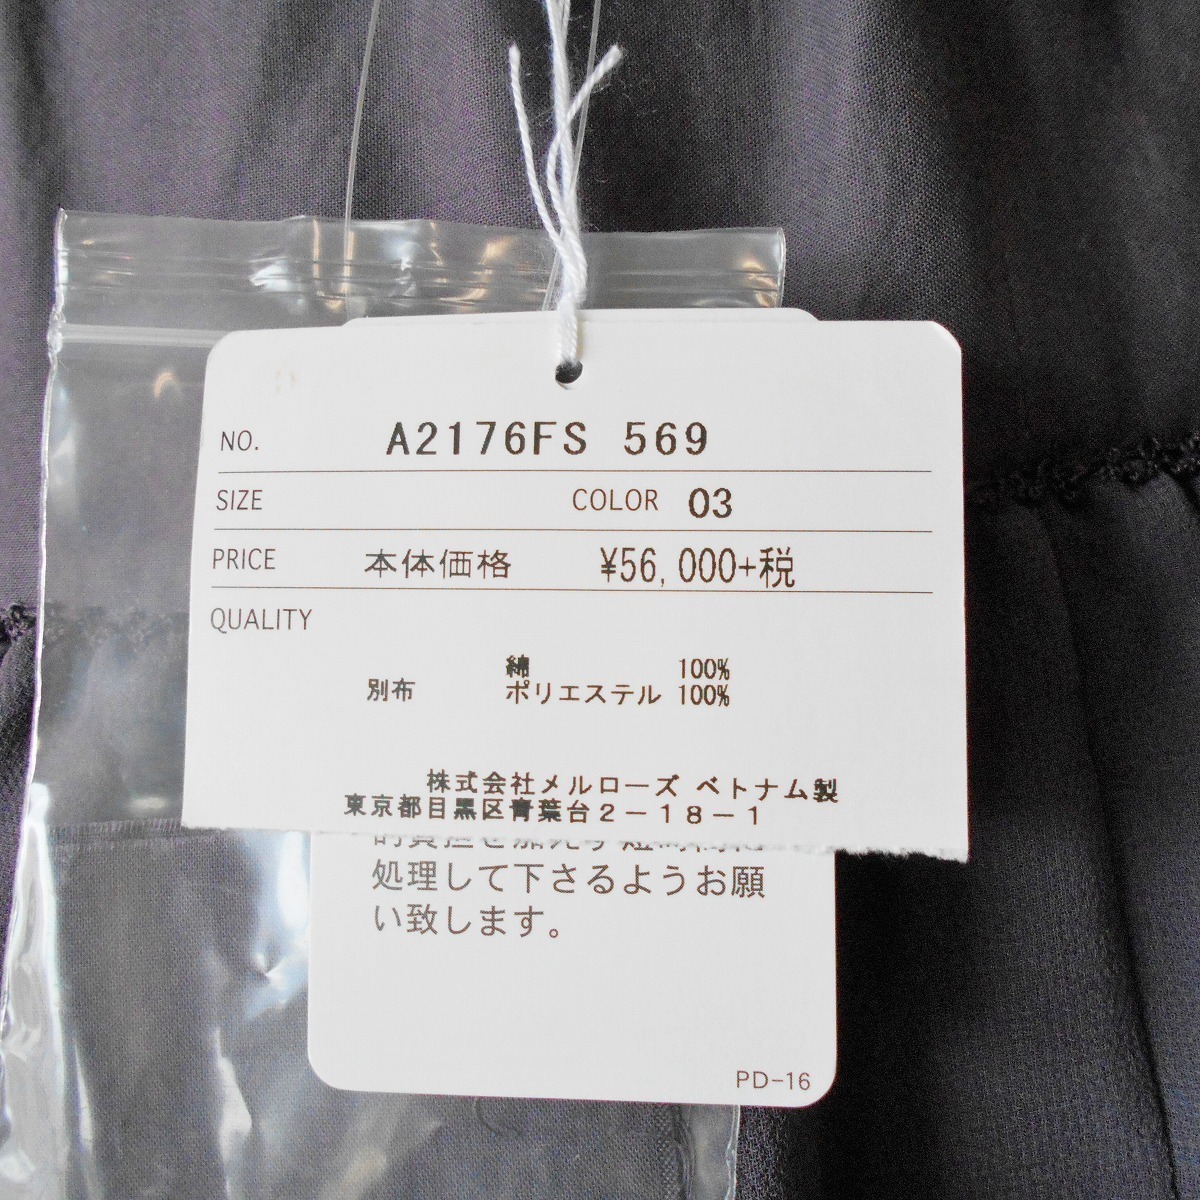 NO. A2176FS 569
SIZE COLOR 03
PRICE 本体価格 ¥56,000+税
QUALITY
綿 100%
別布 ポリエステル 100%
株式会社メルローズ ベトナム製
東京都目黒区青葉台2-18-1
処理して下さるようお願
い致します。
PD-16